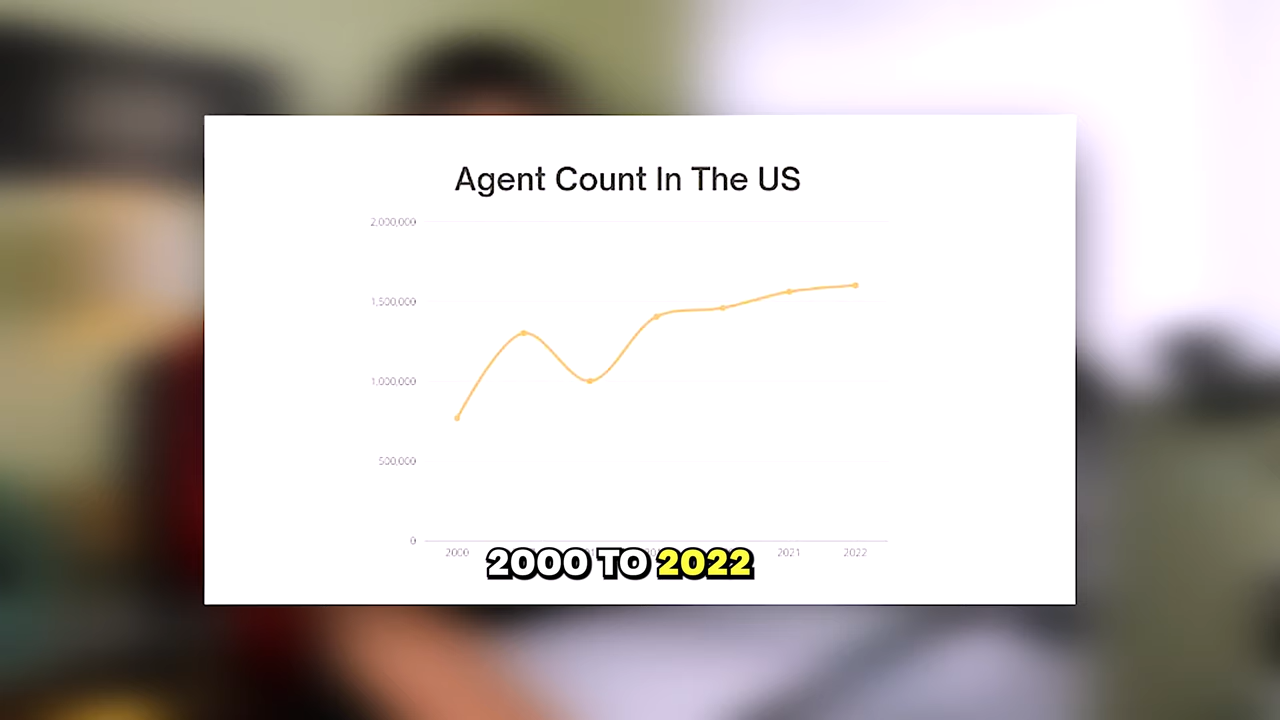 Agent Count In The US
2,000,000
1,500,000
1,000,000
500,000
0
2000 2021 2022
2000 TO 2022